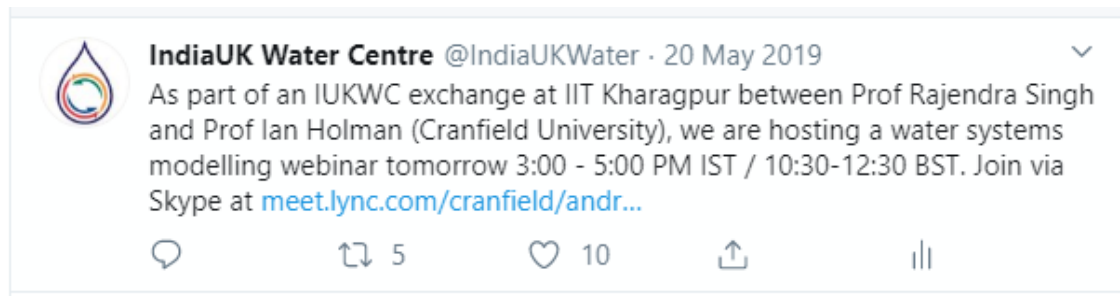 IndiaUK Water Centre @IndiaUKWater · 20 May 2019
As part of an IUKWC exchange at IIT Kharagpur between Prof Rajendra Singh
and Prof Ian Holman (Cranfield University), we are hosting a water systems
modelling webinar tomorrow 3:00 - 5:00 PM IST / 10:30-12:30 BST. Join via
Skype at meet.lync.com/cranfield/andr...
5 10